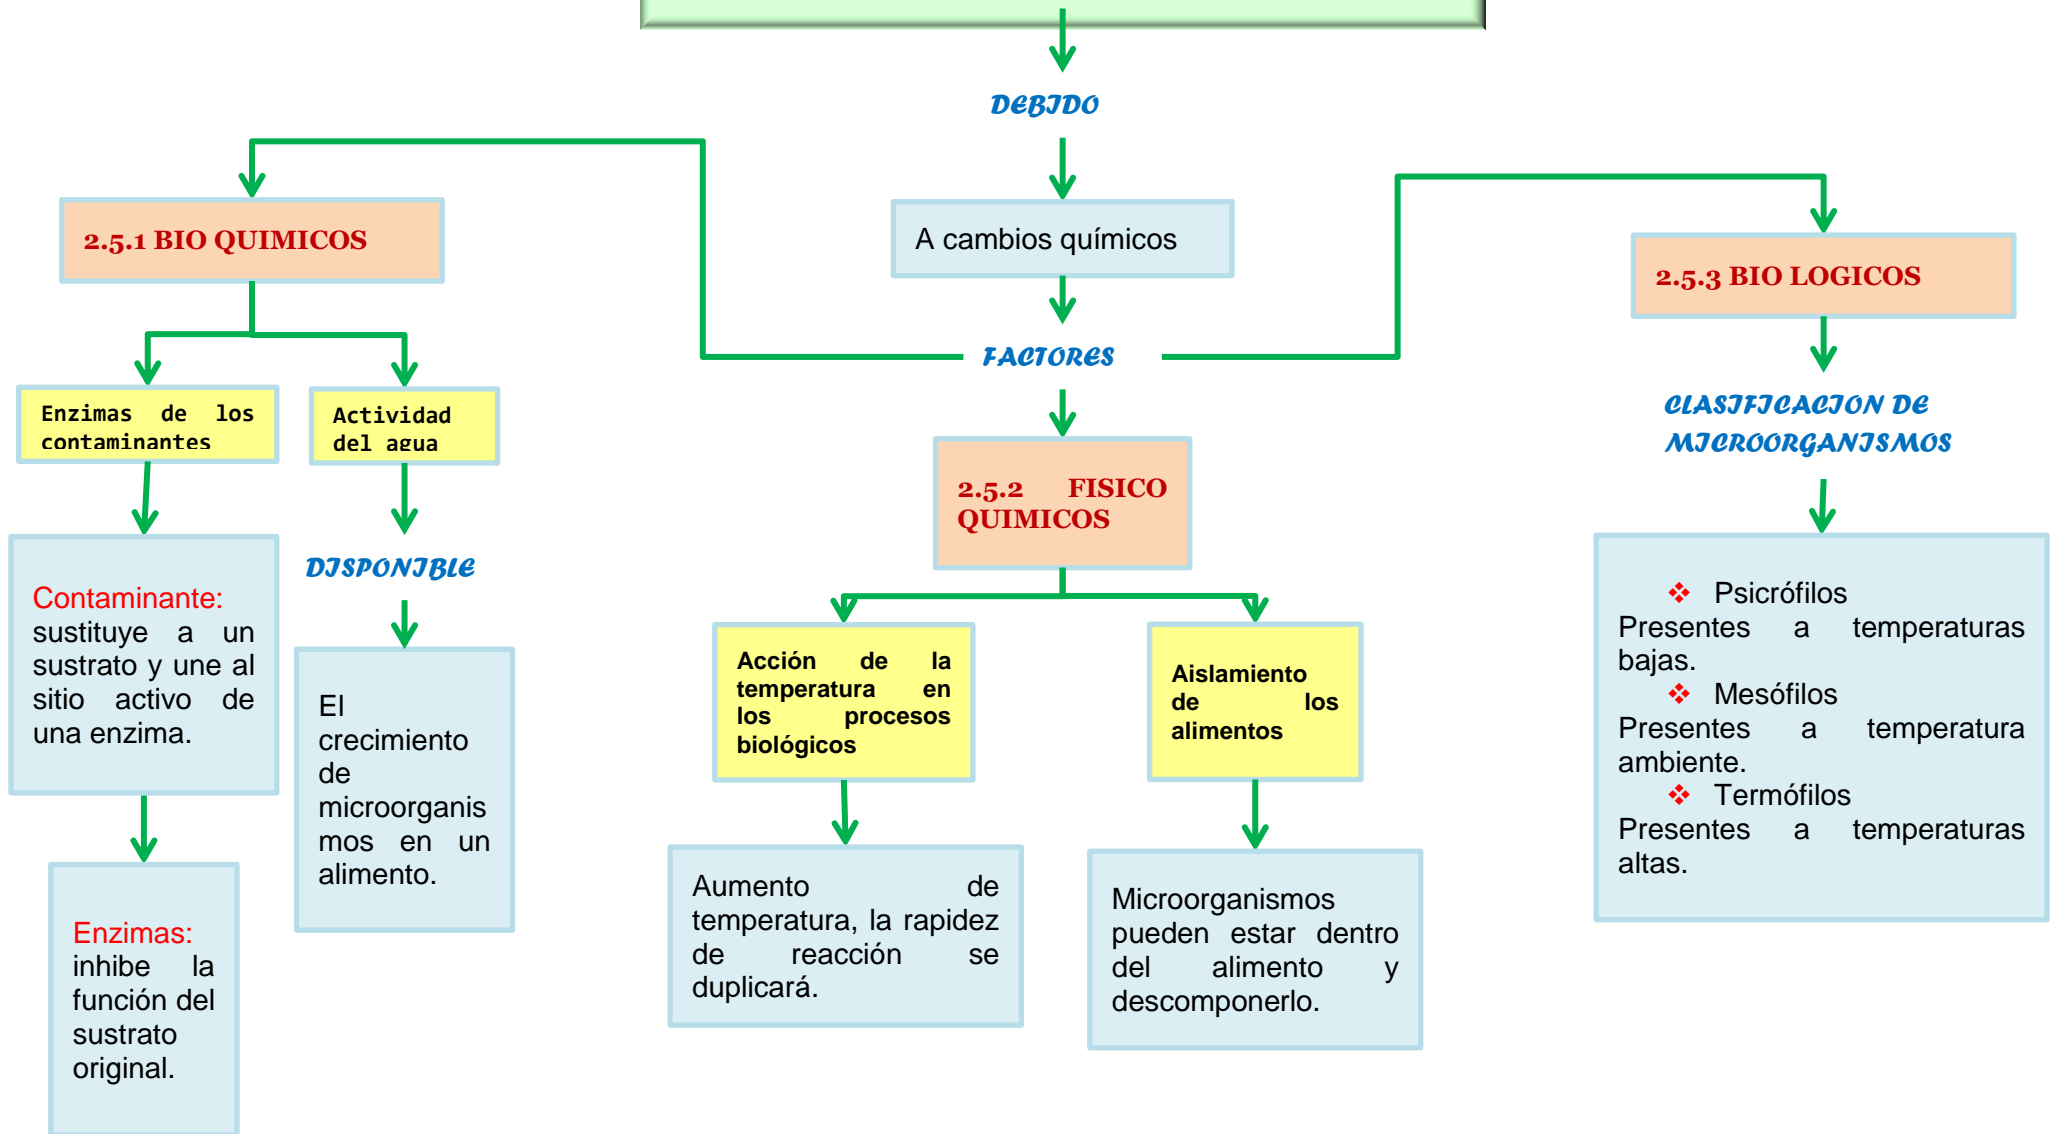 DEBIDO
A cambios químicos
FACTORES
2.5.1 BIO QUIMICOS
Enzimas de los
contaminantes
Contaminante:
sustituye a un
sustrato y une al
sitio activo de
una enzima.
Enzimas:
inhibe la
función del
sustrato
original.
Actividad
del agua
DISPONIBLE
El
crecimiento
de
microorganis
mos en un
alimento.
2.5.2 FISICO
QUIMICOS
Acción de la
temperatura en
los procesos
biológicos
Aumento de
temperatura, la rapidez
de reacción se
duplicará.
Aislamiento
de los
alimentos
Microorganismos
pueden estar dentro
del alimento y
descomponerlo.
2.5.3 BIO LOGICOS
CLASIFICACION DE
MICROORGANISMOS
❖ Psicrófilos
Presentes a temperaturas
bajas.
❖ Mesófilos
Presentes a temperatura
ambiente.
❖ Termófilos
Presentes a temperaturas
altas.